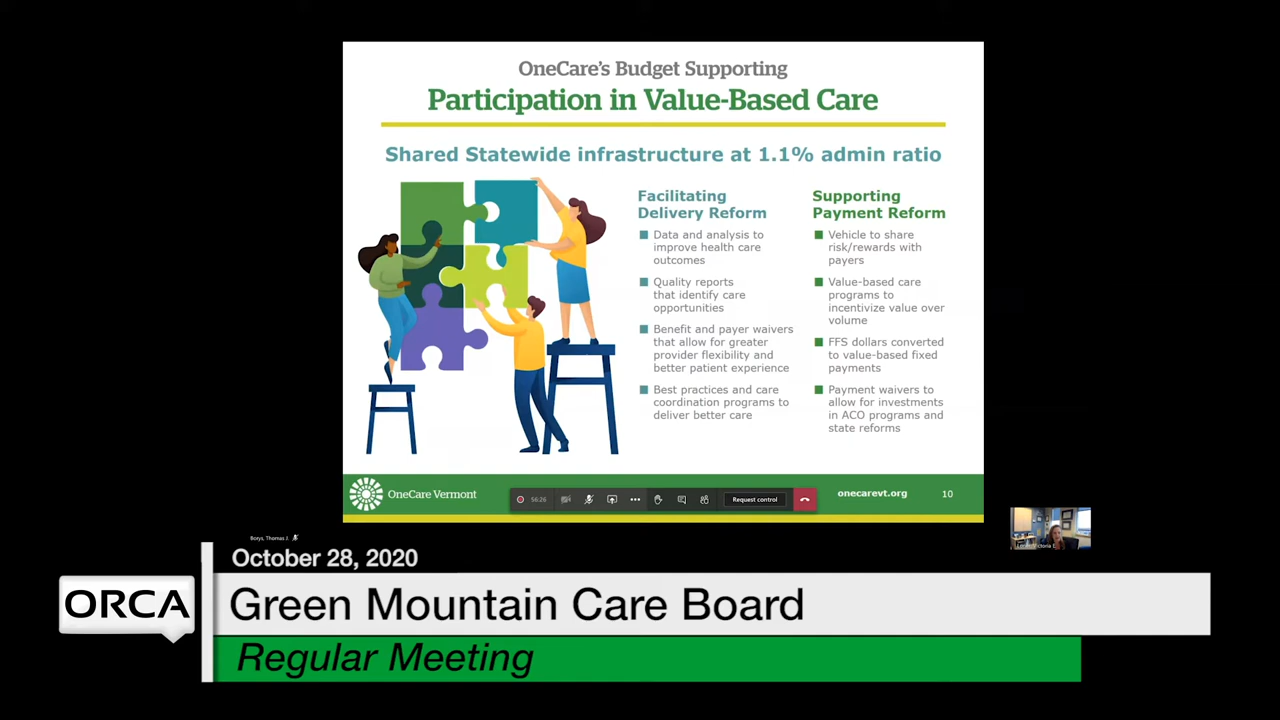 OneCare's Budget Supporting
Participation in Value-Based Care
Shared Statewide infrastructure at 1.1% admin ratio
Facilitating
Delivery Reform
Data and analysis to
improve health care
outcomes
Quality reports
that identify care
opportunities
Benefit and payer waivers
that allow for greater
provider flexibility and
better patient experience
Best practices and care
coordination programs to
deliver better care
Supporting
Payment Reform
Vehicle to share
risk/rewards with
payers
Value-based care
programs to
incentivize value over
volume
FFS dollars converted
to value-based fixed
payments
Payment waivers to
allow for investments
in ACO programs and
state reforms
OneCare Vermont
56:26
Request control
onecarevt.org
10
Borys, Thomas J.
October 28, 2020
ORCA
Green Mountain Care Board
Regular Meeting